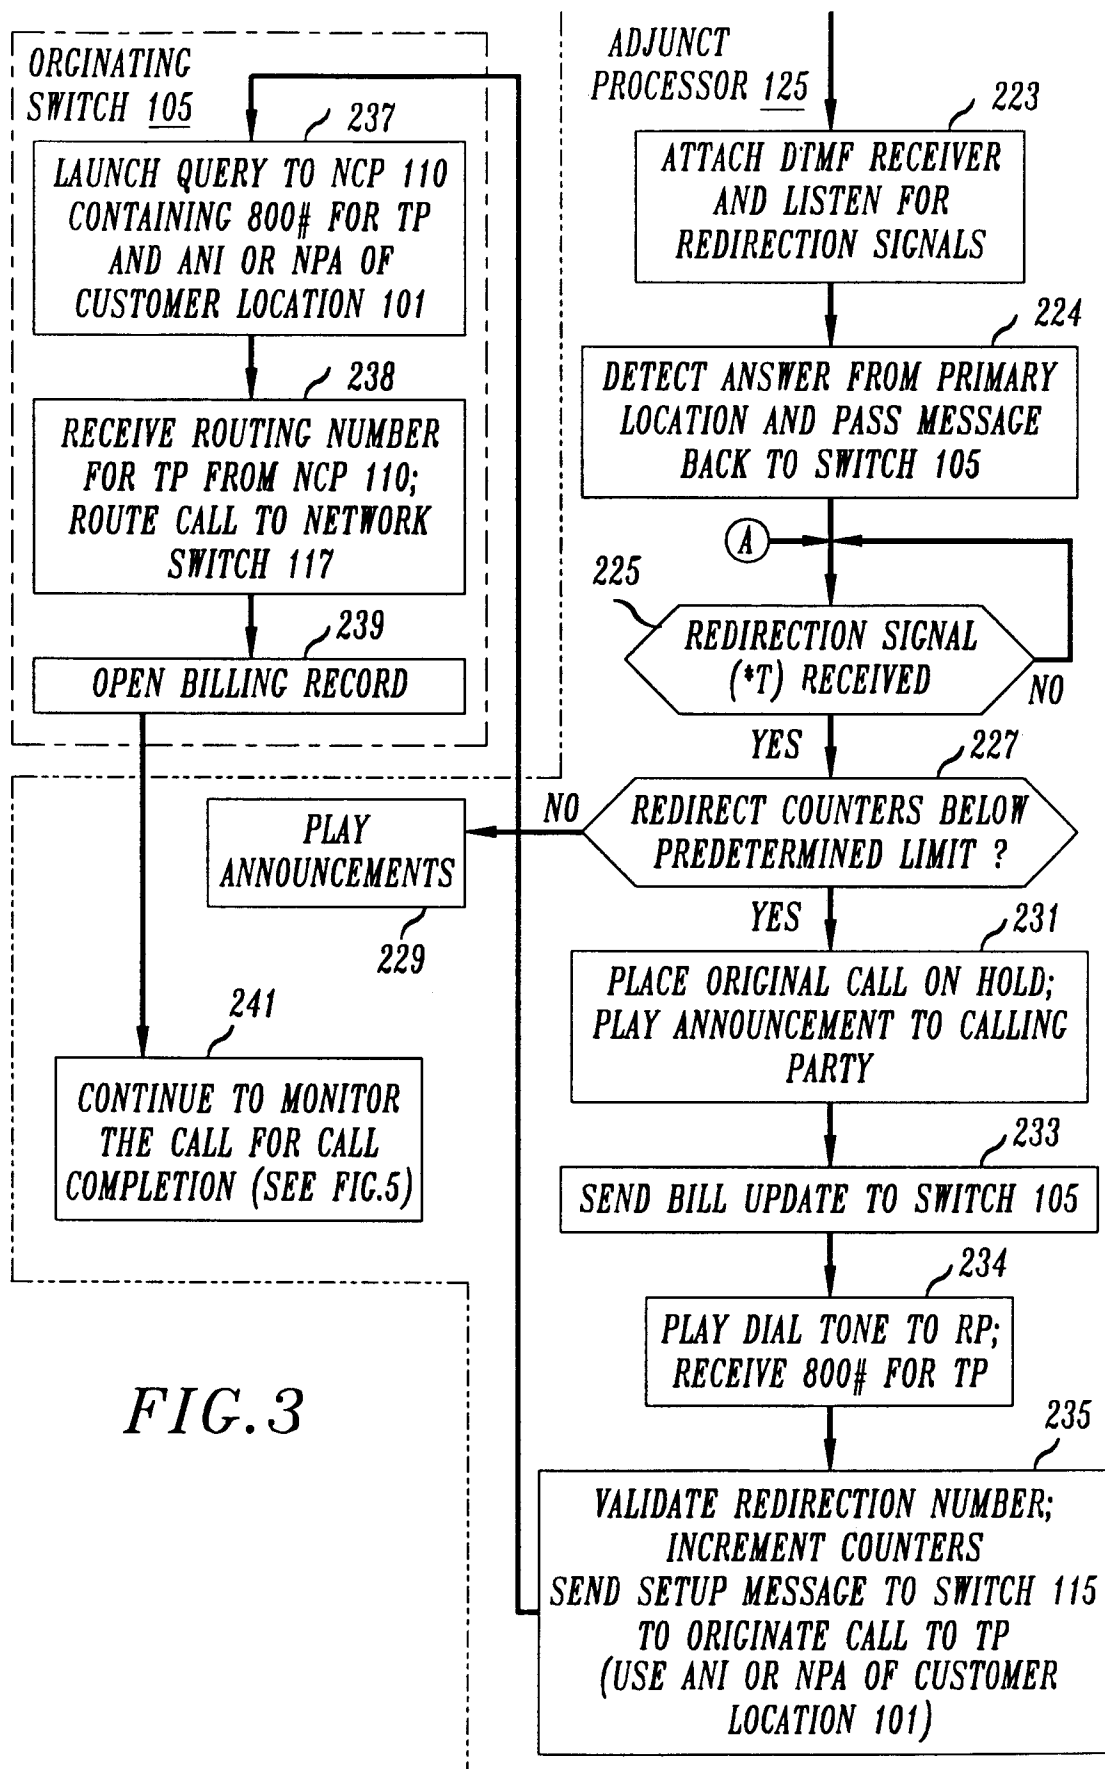 ORGINATING
SWITCH 105
237
LAUNCH QUERY TO NCP 110
CONTAINING 800# FOR TP
AND ANI OR NPA OF
CUSTOMER LOCATION 101
238
RECEIVE ROUTING NUMBER
FOR TP FROM NCP 110;
ROUTE CALL TO NETWORK
SWITCH 117
239
OPEN BILLING RECORD
ADJUNCT
PROCESSOR 125
223
ATTACH DTMF RECEIVER
AND LISTEN FOR
REDIRECTION SIGNALS
224
DETECT ANSWER FROM PRIMARY
LOCATION AND PASS MESSAGE
BACK TO SWITCH 105
A
225
REDIRECTION SIGNAL
(*T) RECEIVED
NO
YES
227
REDIRECT COUNTERS BELOW
PREDETERMINED LIMIT ?
NO
PLAY
ANNOUNCEMENTS
229
YES
231
PLACE ORIGINAL CALL ON HOLD;
PLAY ANNOUNCEMENT TO CALLING
PARTY
233
SEND BILL UPDATE TO SWITCH 105
234
PLAY DIAL TONE TO RP;
RECEIVE 800# FOR TP
235
VALIDATE REDIRECTION NUMBER;
INCREMENT COUNTERS
SEND SETUP MESSAGE TO SWITCH 115
TO ORIGINATE CALL TO TP
(USE ANI OR NPA OF CUSTOMER
LOCATION 101)
241
CONTINUE TO MONITOR
THE CALL FOR CALL
COMPLETION (SEE FIG.5)
FIG.3